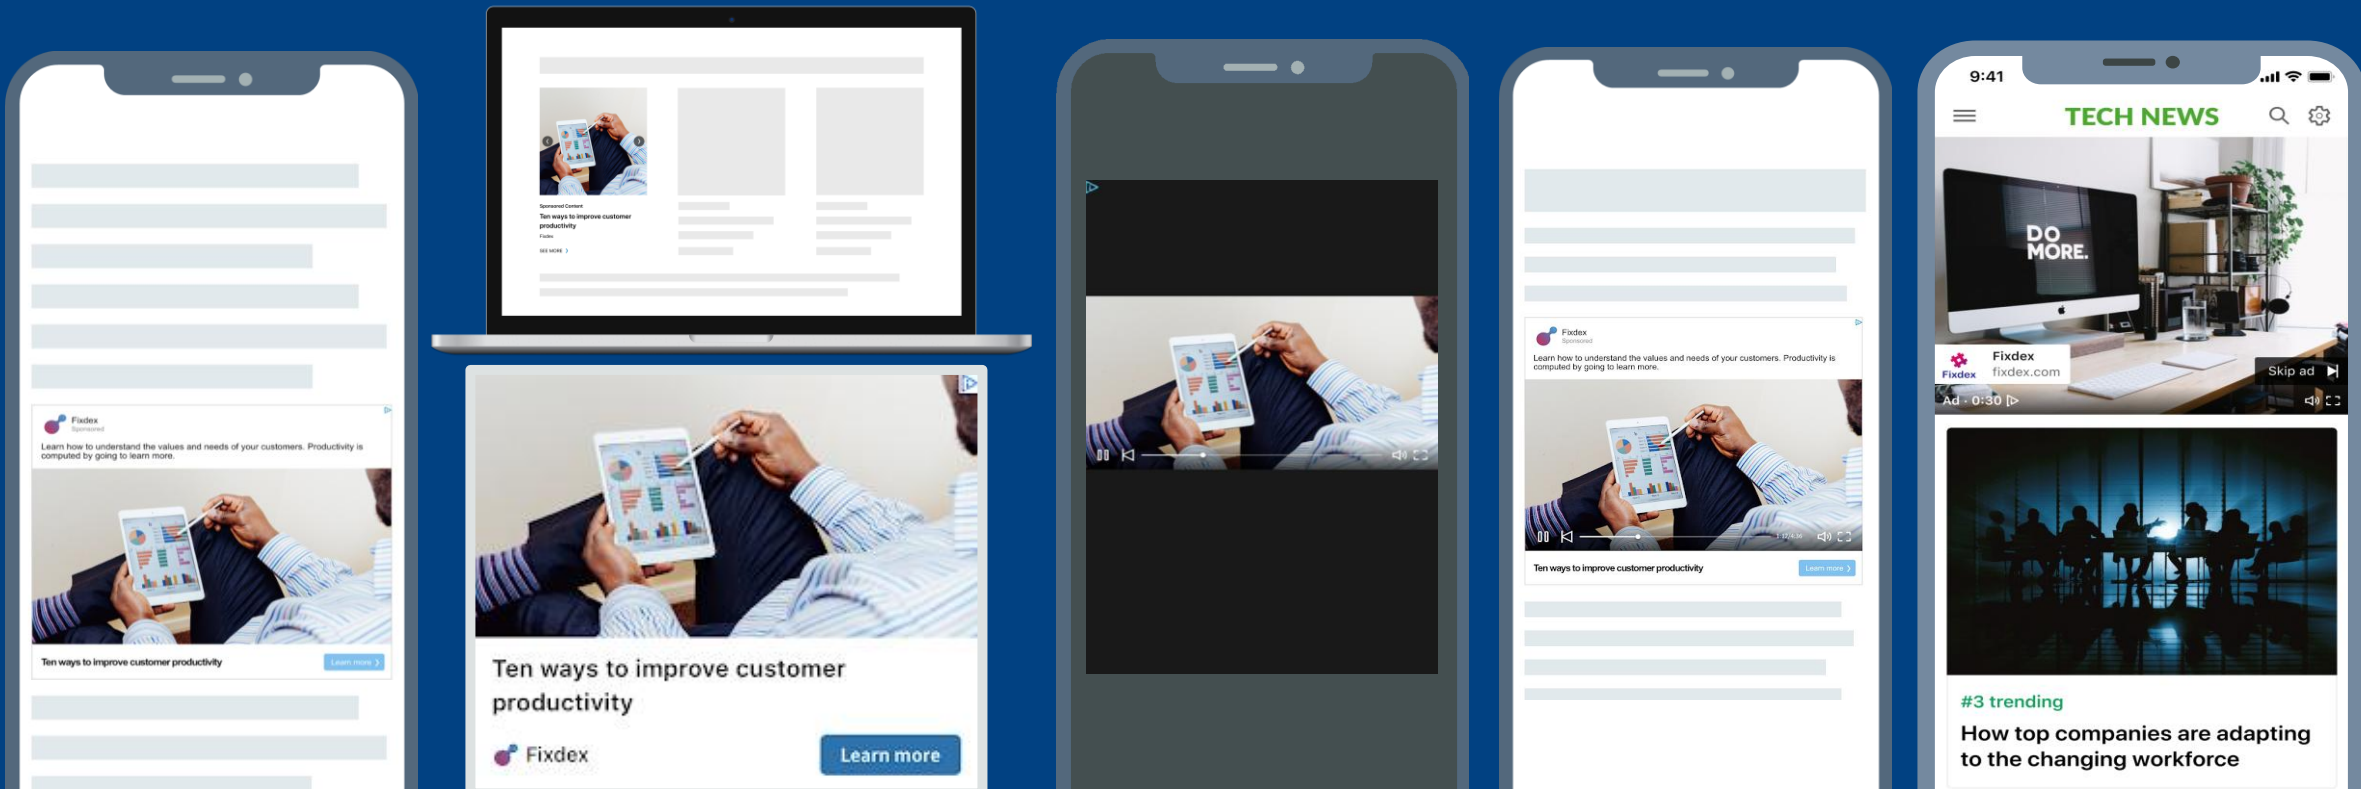 Fixdex
Sponsored
Learn how to understand the values and needs of your customers. Productivity is
computed by going to learn more.
Ten ways to improve customer productivity
Learn more
Sponsored Content
Ten ways to improve customer
productivity
Fixdex
SEE MORE
Ten ways to improve customer
productivity
Fixdex
Learn more
Fixdex
Sponsored
Learn how to understand the values and needs of your customers. Productivity is
computed by going to learn more.
Ten ways to improve customer productivity
Learn more
9:41
TECH NEWS
DO
MORE.
Fixdex
Fixdex
fixdex.com
Skip ad
Ad - 0:30
#3 trending
How top companies are adapting
to the changing workforce